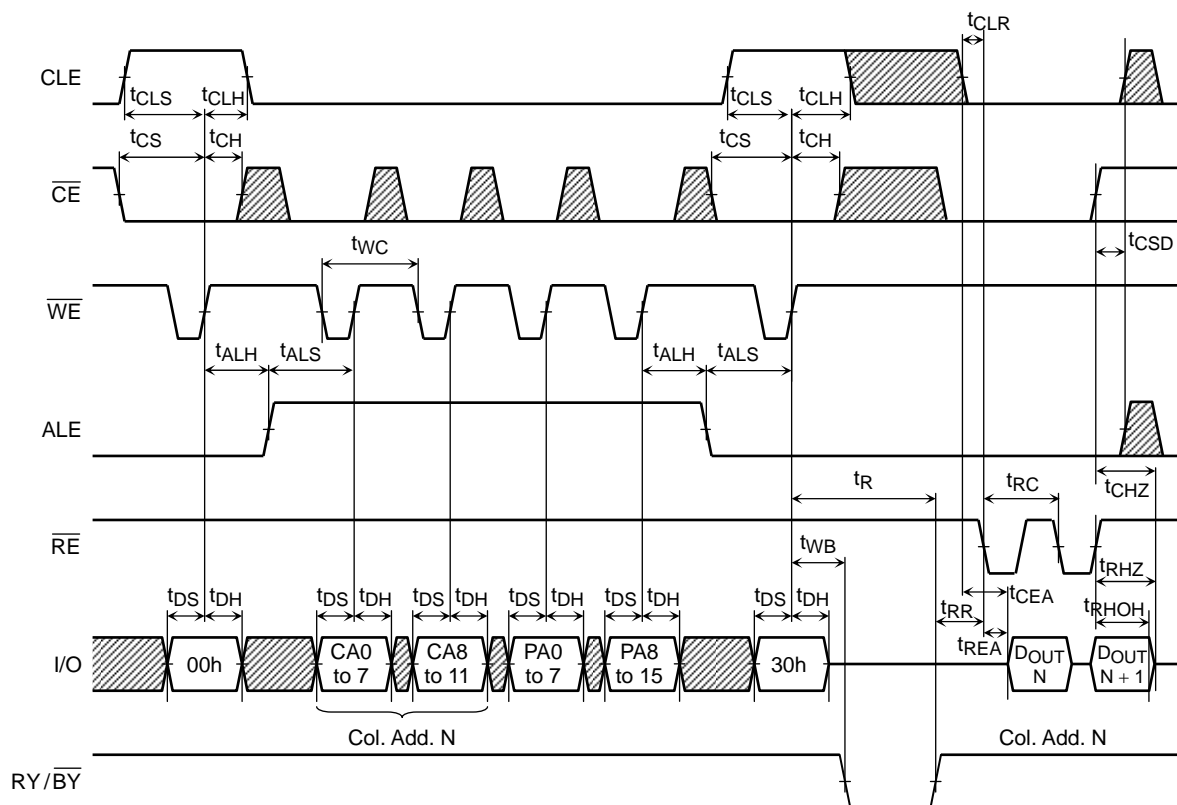 tCLR
CLE
tCLS tCLH tCLS tCLH
tCS tCH tCS tCH
CE
tCSD
tWC
WE
tALH tALS tALH tALS
ALE
tR tRC tCHZ
RE
tWB
tRHZ
tDS tDH tDS tDH tDS tDH tDS tDH tDS tDH tDS tDH tCEA
tRR tRHOH
tREA
I/O 00h CA0 to 7 CA8 to 11 PA0 to 7 PA8 to 15 30h DOUT N DOUT N + 1
Col. Add. N Col. Add. N
RY/BY